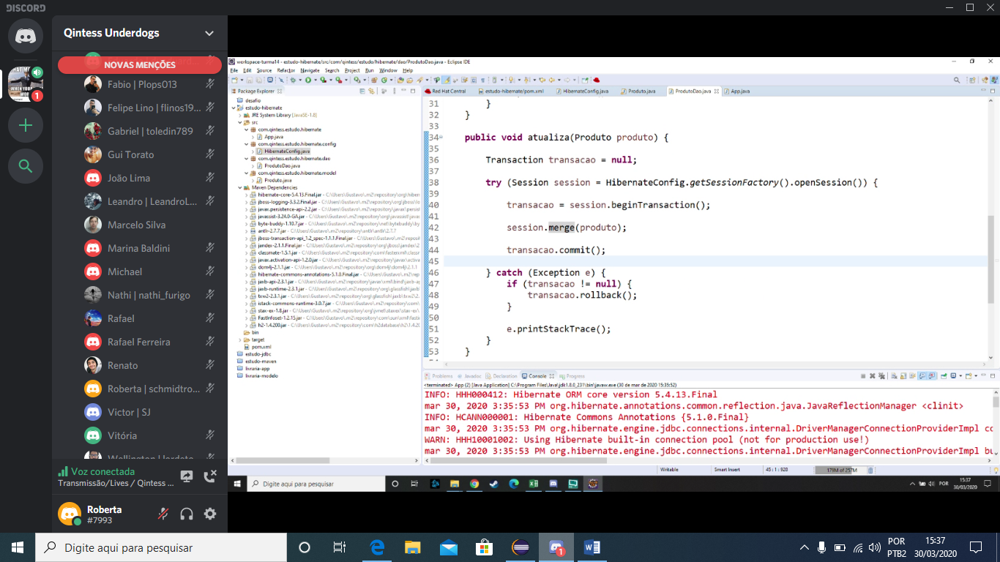 DISCORD
Qintess Underdogs
NOVAS MENÇÕES
Fabio | Plops013
Felipe Lino | flinos19...
Gabriel | toledin789
Gui Torato
João Lima
Leandro | LeandroL...
Marcelo Silva
Marina Baldini
Michael
Nathi | nathi_furigo
Rafael
Rafael Ferreira
Renato
Roberta | schmidtro...
Victor | SJ
Vitória
Voz conectada
Transmissão/Lives / Qintess ...
Roberta
#7993
1
workspace-turma14 - estudo-hibernate/src/com/qintess/estudo/hibernate/dao/ProdutoDao.java - Eclipse IDE
File Edit Source Refactor Navigate Search Project Run Window Help
Package Explorer
desafio
estudo-hibernate
JRE System Library [JavaSE-1.8]
src
com.qintess.estudo.hibernate
App.java
com.qintess.estudo.hibernate.config
HibernateConfig.java
com.qintess.estudo.hibernate.dao
ProdutoDao.java
com.qintess.estudo.hibernate.model
Produto.java
Maven Dependencies
hibernate-core-5.4.13.Final.jar - C:\Users\Gustavo\.m2\repository\org\hiber
jboss-logging-3.3.2.Final.jar - C:\Users\Gustavo\.m2\repository\org\jboss\lo
javax.persistence-api-2.2.jar - C:\Users\Gustavo\.m2\repository\javax\persist
javassist-3.24.0-GA.jar - C:\Users\Gustavo\.m2\repository\org\javassist\javas
byte-buddy-1.10.7.jar - C:\Users\Gustavo\.m2\repository\net\bytebuddy\by
antlr-2.7.7.jar - C:\Users\Gustavo\.m2\repository\antlr\antlr\2.7.7
jboss-transaction-api_1.2_spec-1.1.1.Final.jar - C:\Users\Gustavo\.m2\repos
jandex-2.1.1.Final.jar - C:\Users\Gustavo\.m2\repository\org\jboss\jandex\2
classmate-1.5.1.jar - C:\Users\Gustavo\.m2\repository\com\fasterxml\classm
javax.activation-api-1.2.0.jar - C:\Users\Gustavo\.m2\repository\javax\activat
dom4j-2.1.1.jar - C:\Users\Gustavo\.m2\repository\org\dom4j\dom4j\2.1.1
hibernate-commons-annotations-5.1.0.Final.jar - C:\Users\Gustavo\.m2\rep
jaxb-api-2.3.1.jar - C:\Users\Gustavo\.m2\repository\javax\xml\bind\jaxb-ap
jaxb-runtime-2.3.1.jar - C:\Users\Gustavo\.m2\repository\org\glassfish\jaxb
txw2-2.3.1.jar - C:\Users\Gustavo\.m2\repository\org\glassfish\jaxb\txw2\2.
istack-commons-runtime-3.0.7.jar - C:\Users\Gustavo\.m2\repository\com\
stax-ex-1.8.jar - C:\Users\Gustavo\.m2\repository\org\jvnet\staxex\stax-ex\
FastInfoset-1.2.15.jar - C:\Users\Gustavo\.m2\repository\com\sun\xml\fasti
h2-1.4.200.jar - C:\Users\Gustavo\.m2\repository\com\h2database\h2\1.4.20
bin
target
pom.xml
estudo-jdbc
estudo-maven
livraria-app
livraria-modelo
Red Hat Central
estudo-hibernate/pom.xml
HibernateConfig.java
Produto.java
ProdutoDao.java
App.java
31 }
32 }
33
34 public void atualiza(Produto produto) {
35
36 Transaction transacao = null;
37
38 try (Session session = HibernateConfig.getSessionFactory().openSession()) {
39
40 transacao = session.beginTransaction();
41
42 session.merge(produto);
43
44 transacao.commit();
45
46 } catch (Exception e) {
47 if (transacao != null) {
48 transacao.rollback();
49 }
50
51 e.printStackTrace();
52 }
53 }
Problems Javadoc Declaration Console Progress
<terminated> App (2) [Java Application] C:\Program Files\Java\jdk1.8.0_231\bin\javaw.exe (30 de mar de 2020 15:35:52)
INFO: HHH000412: Hibernate ORM core version 5.4.13.Final
mar 30, 2020 3:35:53 PM org.hibernate.annotations.common.reflection.java.JavaReflectionManager <clinit>
INFO: HCANN000001: Hibernate Commons Annotations {5.1.0.Final}
mar 30, 2020 3:35:53 PM org.hibernate.engine.jdbc.connections.internal.DriverManagerConnectionProviderImpl co
WARN: HHH10001002: Using Hibernate built-in connection pool (not for production use!)
mar 30, 2020 3:35:53 PM org.hibernate.engine.jdbc.connections.internal.DriverManagerConnectionProviderImpl bu
Writable Smart Insert 45 : 1 : 928 179M of 257M
Digite aqui para pesquisar
POR
15:37
30/03/2020
Digite aqui para pesquisar
1
POR
PTB2
15:37
30/03/2020